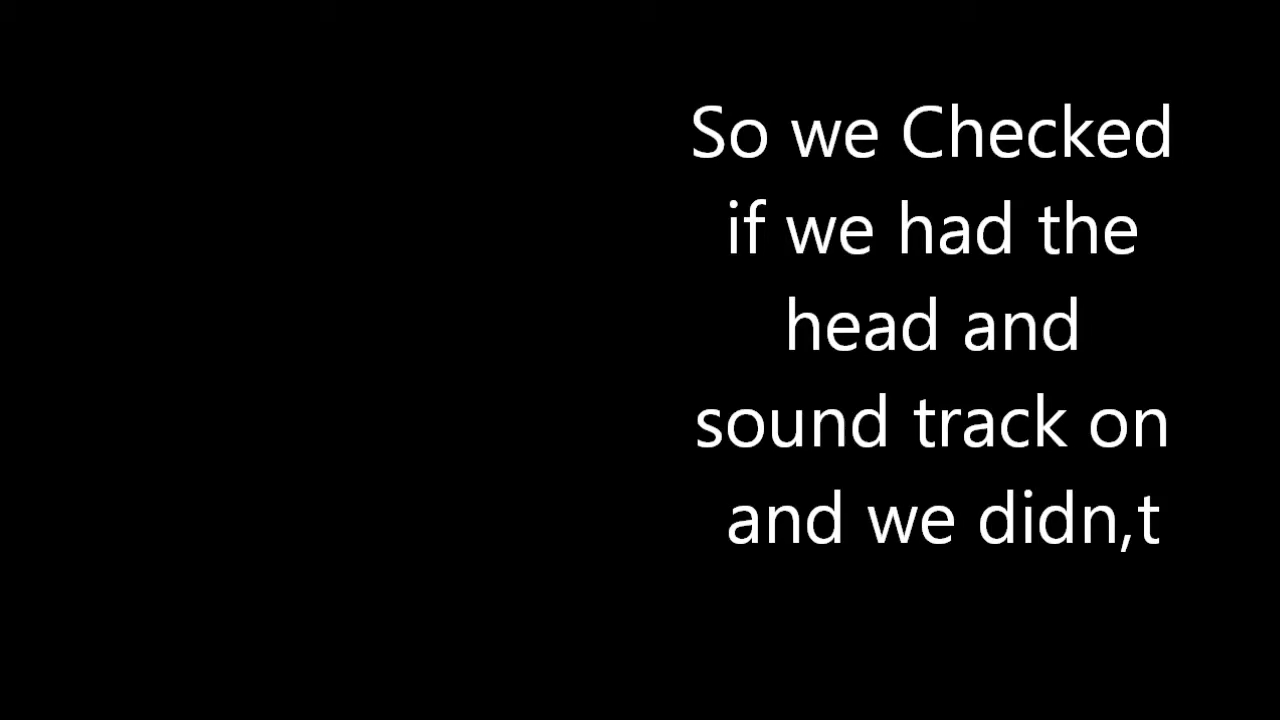 So we Checked
if we had the
head and
sound track on
and we didn,t